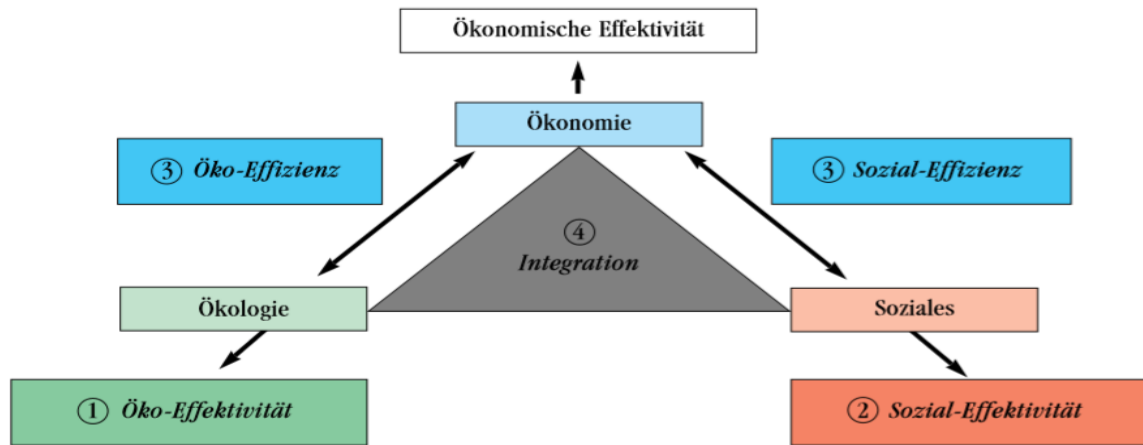 Ökonomische Effektivität
Ökonomie
③ Öko-Effizienz
③ Sozial-Effizienz
④
Integration
Ökologie
Soziales
① Öko-Effektivität
② Sozial-Effektivität